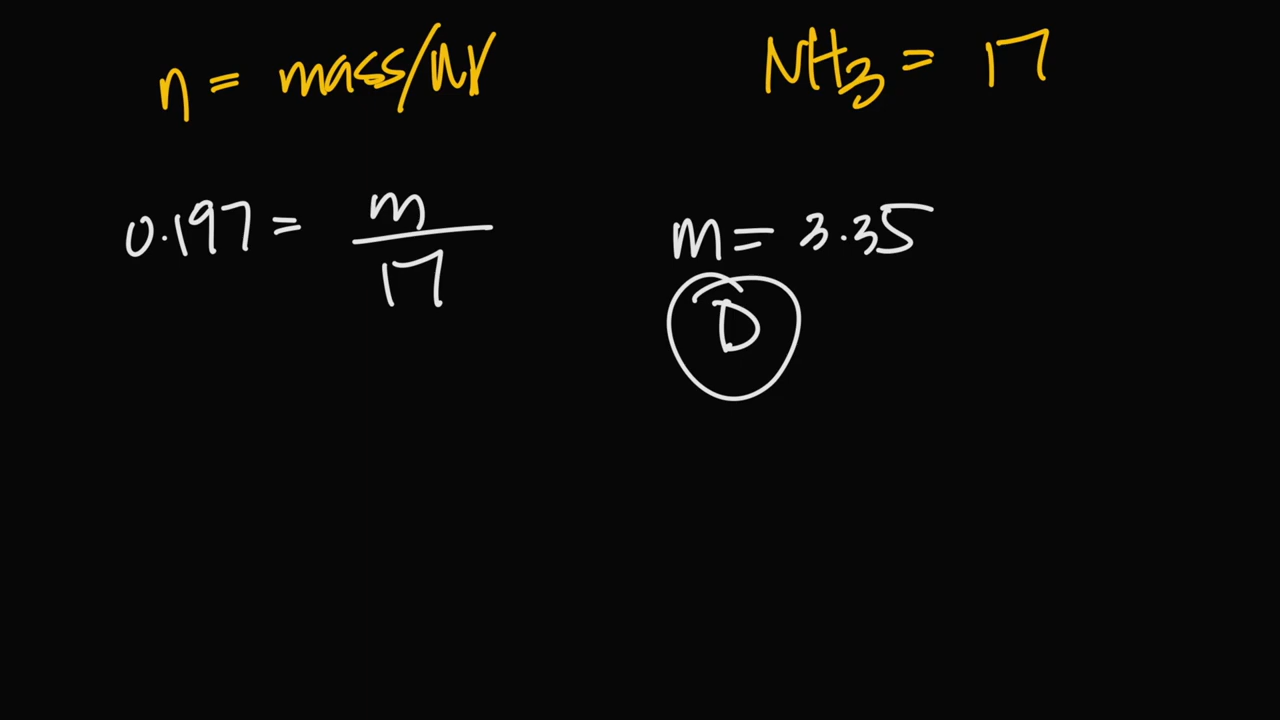 n = mass/Mr
NH₃ = 17
0.197 = m/17
m = 3.35
D